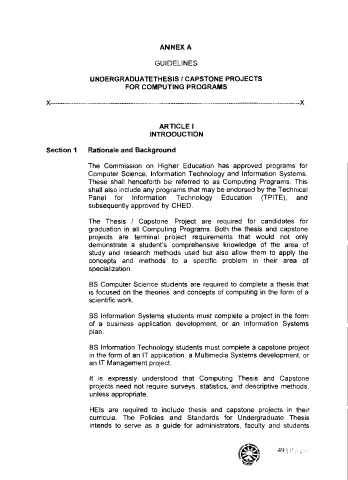 ANNEX A
GUIDELINES
UNDERGRADUATETHESIS / CAPSTONE PROJECTS
FOR COMPUTING PROGRAMS
X-----------------------------------------------------------------------------------------X
ARTICLE I
INTRODUCTION
Section 1 Rationale and Background
The Commission on Higher Education has approved programs for
Computer Science, Information Technology and Information Systems.
These shall henceforth be referred to as Computing Programs. This
shall also include any programs that may be endorsed by the Technical
Panel for Information Technology Education (TPITE), and
subsequently approved by CHED.
The Thesis / Capstone Project are required for candidates for
graduation in all Computing Programs. Both the thesis and capstone
projects are terminal project requirements that would not only
demonstrate a student's comprehensive knowledge of the area of
study and research methods used but also allow them to apply the
concepts and methods to a specific problem in their area of
specialization.
BS Computer Science students are required to complete a thesis that
is focused on the theories and concepts of computing in the form of a
scientific work.
BS Information Systems students must complete a project in the form
of a business application development, or an Information Systems
plan.
BS Information Technology students must complete a capstone project
in the form of an IT application, a Multimedia Systems development, or
an IT Management project.
It is expressly understood that Computing Thesis and Capstone
projects need not require surveys, statistics, and descriptive methods,
unless appropriate.
HEIs are required to include thesis and capstone projects in their
curricula. The Policies and Standards for Undergraduate Thesis
intends to serve as a guide for administrators, faculty and students
49 | Page